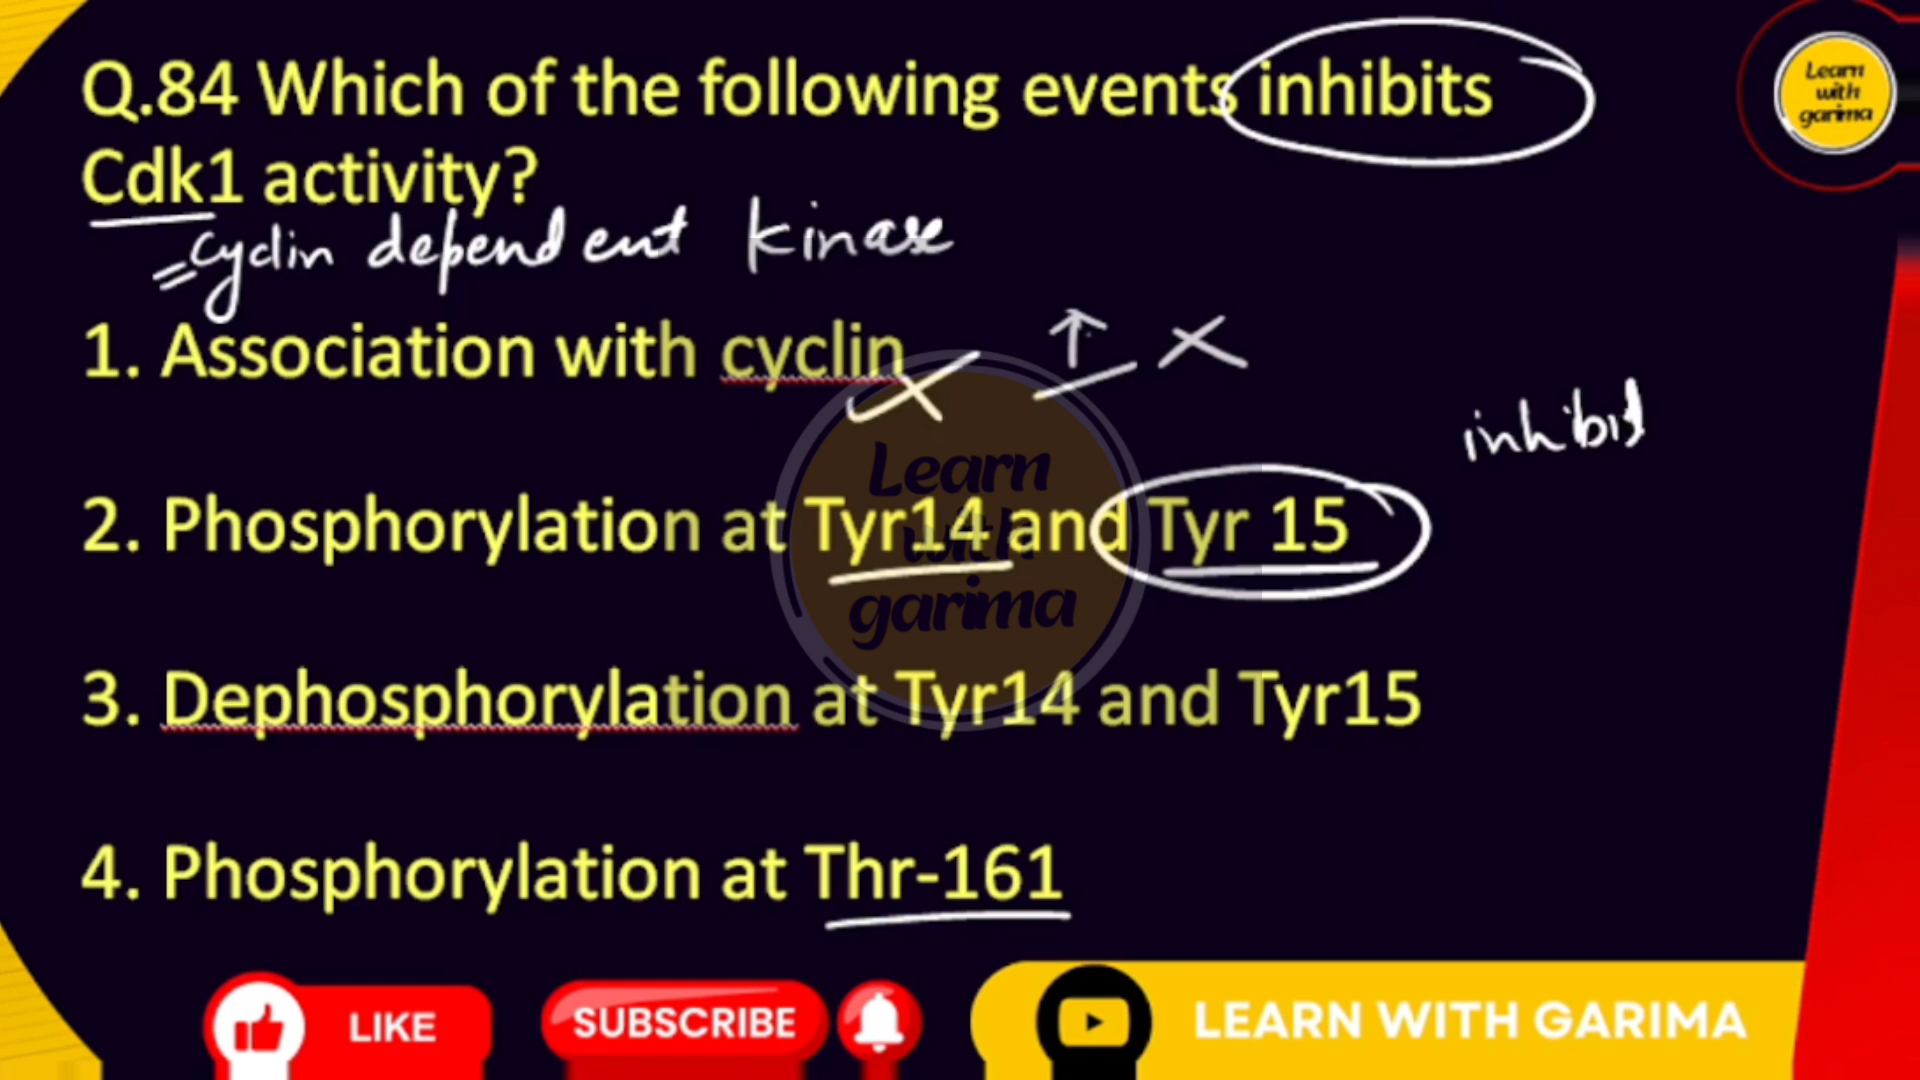 Q.84 Which of the following events inhibits
Cdk1 activity?
= cyclin dependent kinase
1. Association with cyclin
2. Phosphorylation at Tyr14 and Tyr 15
inhibit
3. Dephosphorylation at Tyr14 and Tyr15
4. Phosphorylation at Thr-161
Learn
with
garima
Learn
with
garima
LIKE
SUBSCRIBE
LEARN WITH GARIMA